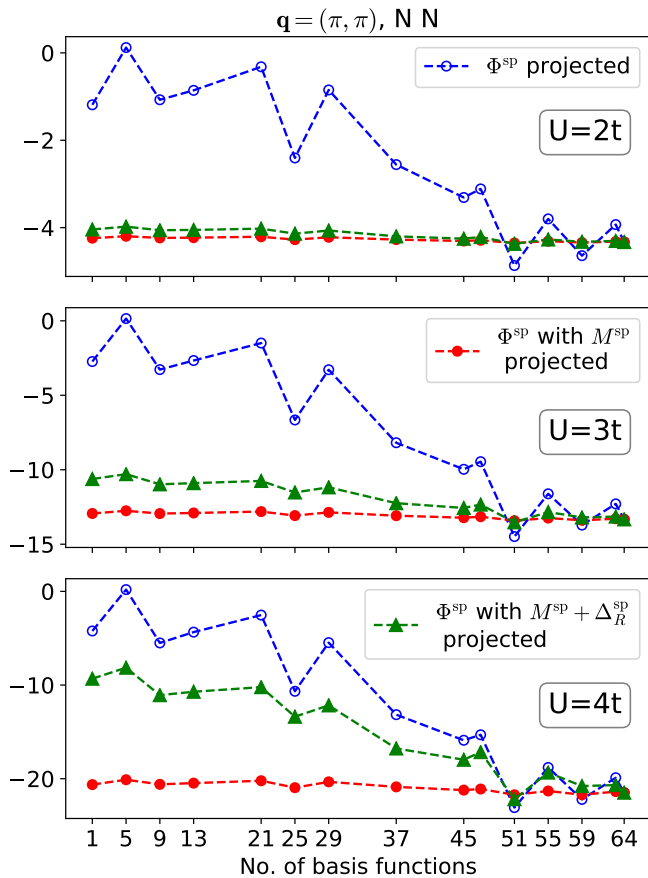 q = (π, π), N N
0
−2
−4
Φ^sp projected
U=2t
0
−5
−10
−15
Φ^sp with M^sp
projected
U=3t
0
−10
−20
Φ^sp with M^sp + Δ_R^sp
projected
U=4t
1 5 9 13 21 25 29 37 45 51 55 59 64
No. of basis functions